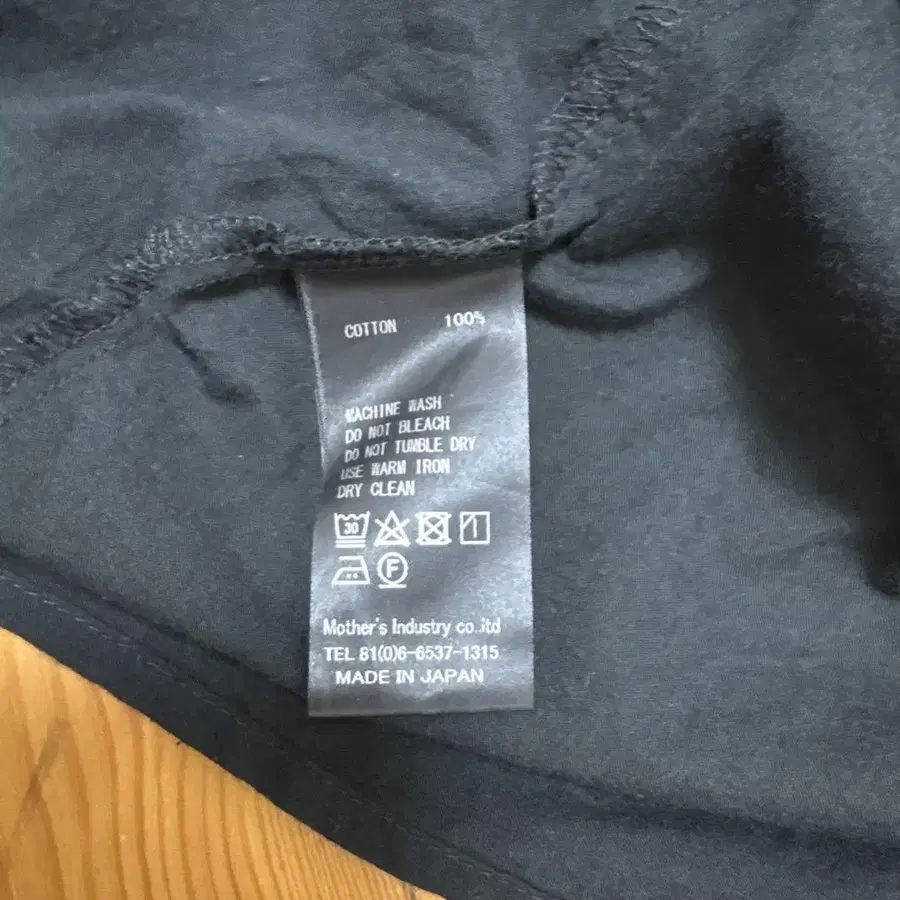 COTTON 100%
MACHINE WASH
DO NOT BLEACH
DO NOT TUMBLE DRY
USE WARM IRON
DRY CLEAN
30
F
Mother's Industry co.,ltd
TEL 81(0)6-6537-1315
MADE IN JAPAN